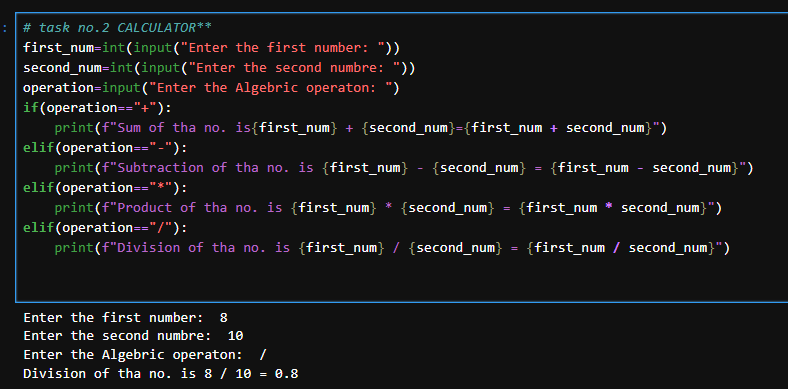 :
# task no.2 CALCULATOR**
first_num=int(input("Enter the first number: "))
second_num=int(input("Enter the second numbre: "))
operation=input("Enter the Algebric operaton: ")
if(operation=="+"):
    print(f"Sum of tha no. is{first_num} + {second_num}={first_num + second_num}")
elif(operation=="-"):
    print(f"Subtraction of tha no. is {first_num} - {second_num} = {first_num - second_num}")
elif(operation=="*"):
    print(f"Product of tha no. is {first_num} * {second_num} = {first_num * second_num}")
elif(operation=="/"):
    print(f"Division of tha no. is {first_num} / {second_num} = {first_num / second_num}")
Enter the first number:  8
Enter the second numbre:  10
Enter the Algebric operaton:  /
Division of tha no. is 8 / 10 = 0.8